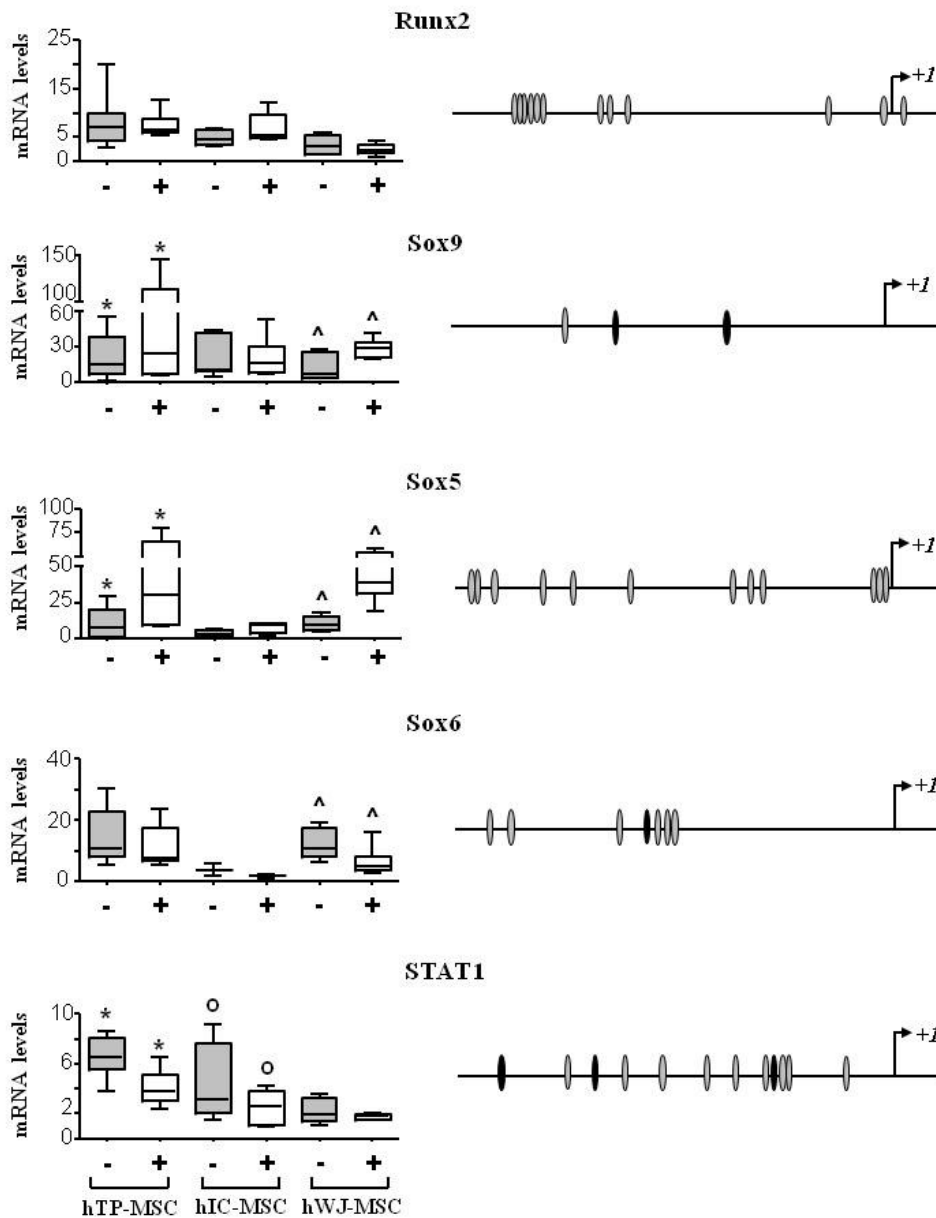 Runx2
mRNA levels
25
15
10
5
0
+1
- + - + - +
Sox9
mRNA levels
150
100
60
30
0
* * ^ ^
+1
- + - + - +
Sox5
mRNA levels
100
75
50
25
0
* * ^ ^
+1
- + - + - +
Sox6
mRNA levels
40
20
0
^ ^
+1
- + - + - +
STAT1
mRNA levels
10
6
4
2
0
* * o o
+1
- + - + - +
hTP-MSC hIC-MSC hWJ-MSC